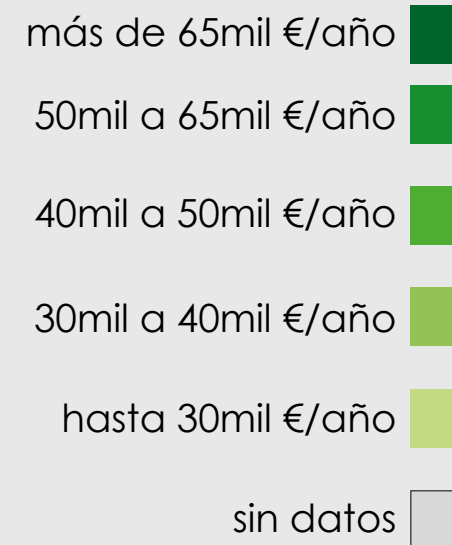 más de 65mil €/año
50mil a 65mil €/año
40mil a 50mil €/año
30mil a 40mil €/año
hasta 30mil €/año
sin datos